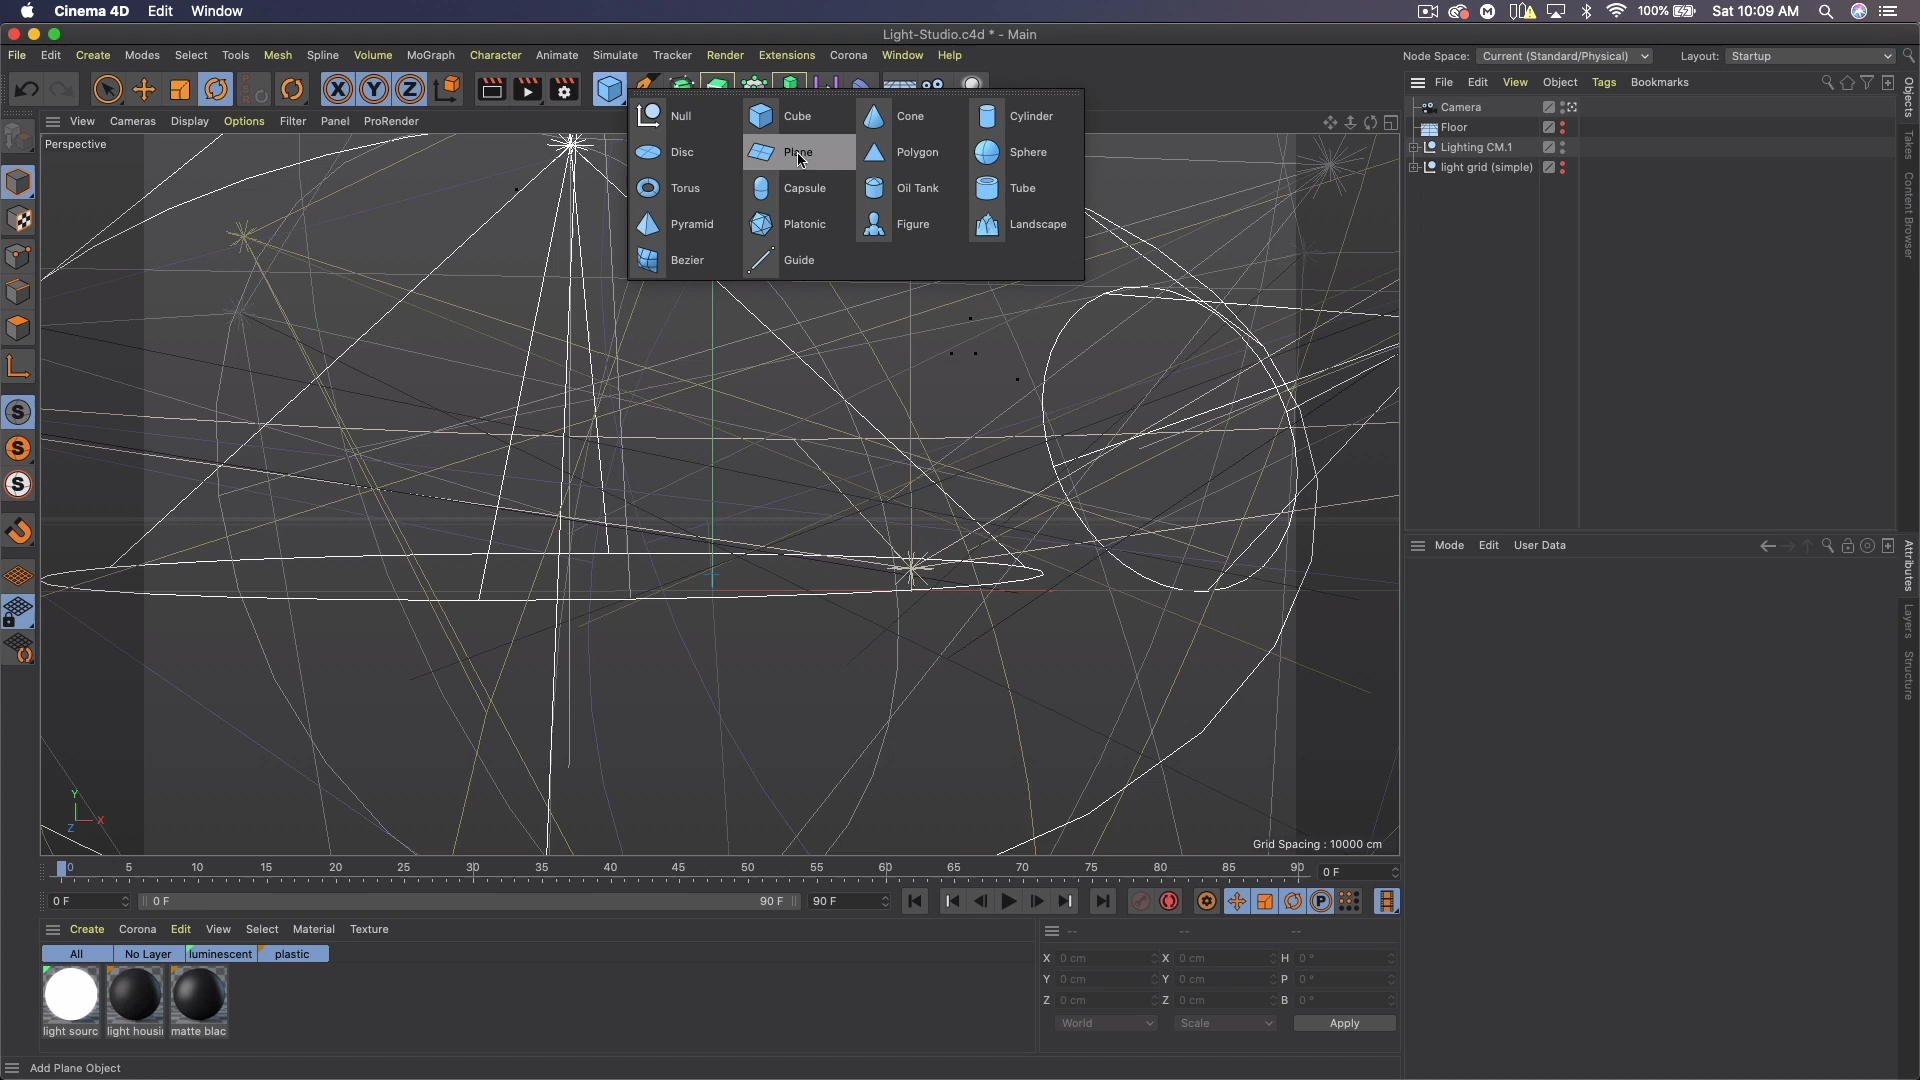 Cinema 4D Edit Window
100% Sat 10:09 AM
Light-Studio.c4d * - Main
File Edit Create Modes Select Tools Mesh Spline Volume MoGraph Character Animate Simulate Tracker Render Extensions Corona Window Help
Node Space: Current (Standard/Physical) Layout: Startup
File Edit View Object Tags Bookmarks
View Cameras Display Options Filter Panel ProRender
Perspective
Null Cube Cone Cylinder
Disc Plane Polygon Sphere
Torus Capsule Oil Tank Tube
Pyramid Platonic Figure Landscape
Bezier Guide
Camera
Floor
Lighting CM.1
light grid (simple)
Objects
Takes
Content Browser
Mode Edit User Data
Attributes
Layers
Structure
Y
X
Z
Grid Spacing : 10000 cm
0 5 10 15 20 25 30 35 40 45 50 55 60 65 70 75 80 85 90 0 F
0 F 0 F 90 F 90 F
Create Corona Edit View Select Material Texture
All No Layer luminescent plastic
light sourc light housi matte blac
-- -- --
X 0 cm X 0 cm H 0 °
Y 0 cm Y 0 cm P 0 °
Z 0 cm Z 0 cm B 0 °
World Scale Apply
Add Plane Object